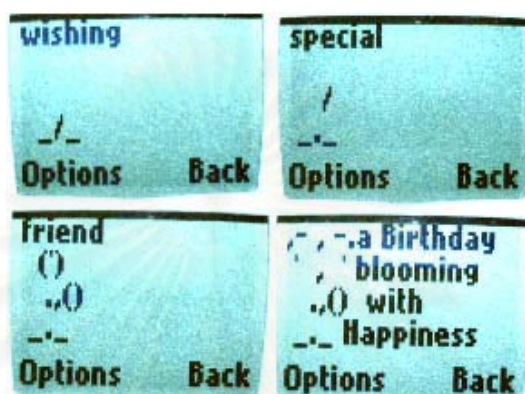 wishing
_/_
Options Back
special
/
_._
Options Back
friend
(')
.,()
_._
Options Back
,- , -.a Birthday
' , ' blooming
.,() with
_._ Happiness
Options Back